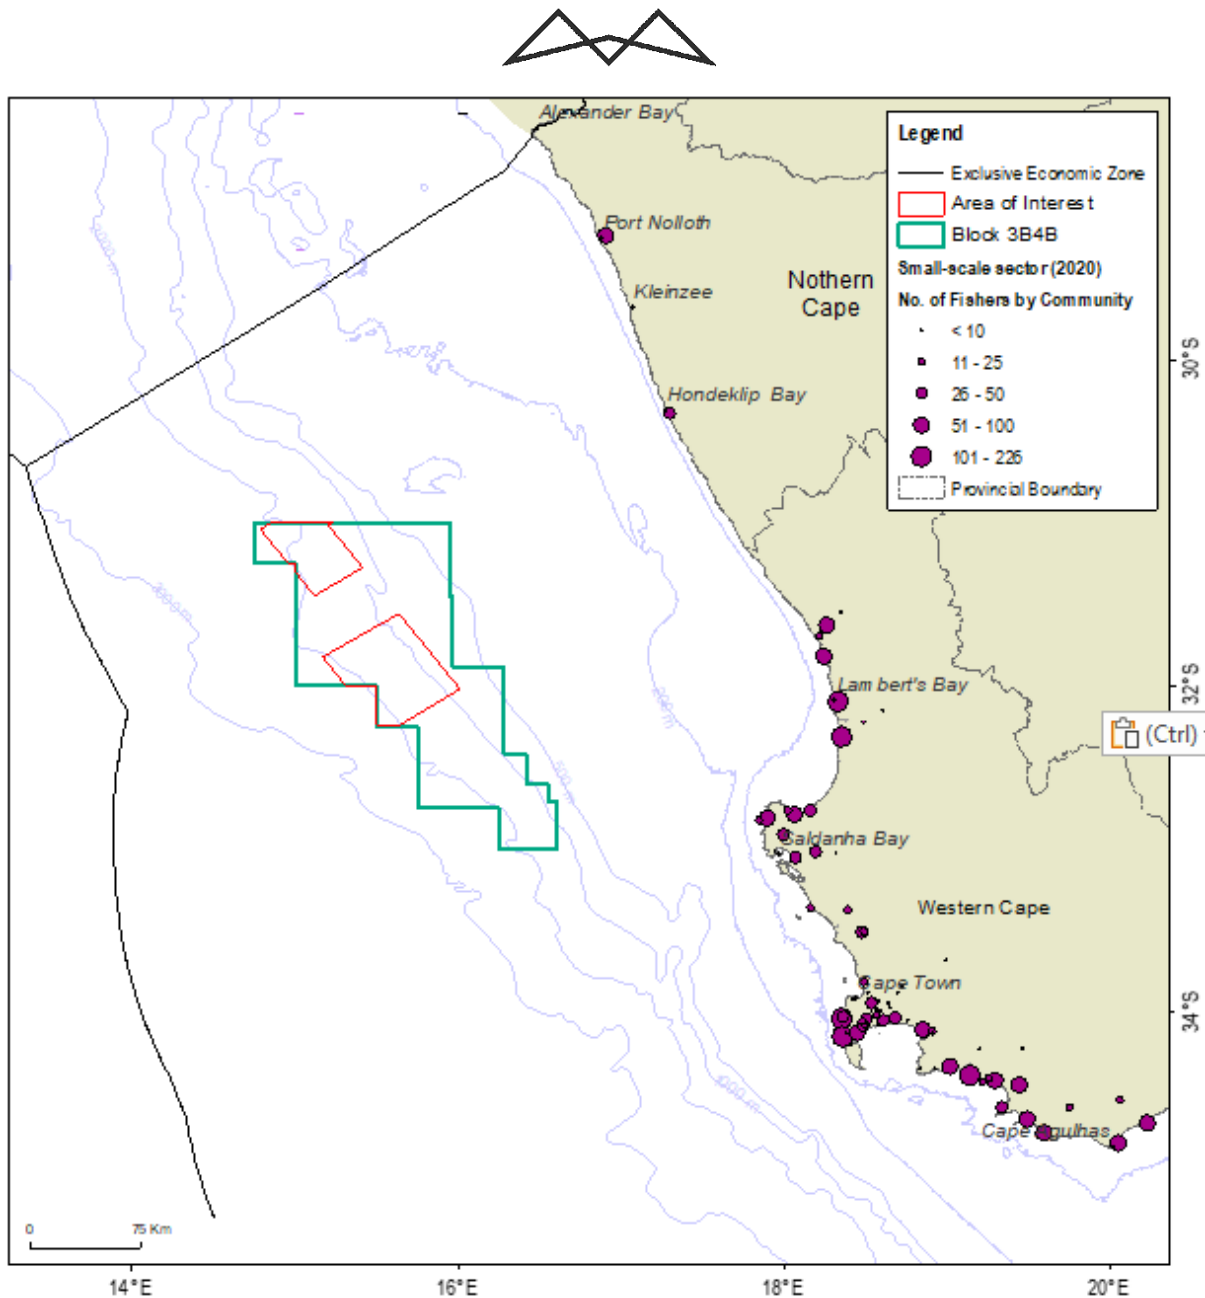 Alexander Bay
Legend
Exclusive Economic Zone
Area of Interest
Block 3B4B
Small-scale sector (2020)
No. of Fishers by Community
< 10
11 - 25
26 - 50
51 - 100
101 - 226
Provincial Boundary
Port Nolloth
Kleinzee
Nothern
Cape
Hondeklip Bay
30°S
Lambert's Bay
32°S
(Ctrl)
200 m
500 m
Saldanha Bay
Western Cape
Cape Town
34°S
Cape Agulhas
0
75 Km
14°E
16°E
18°E
20°E